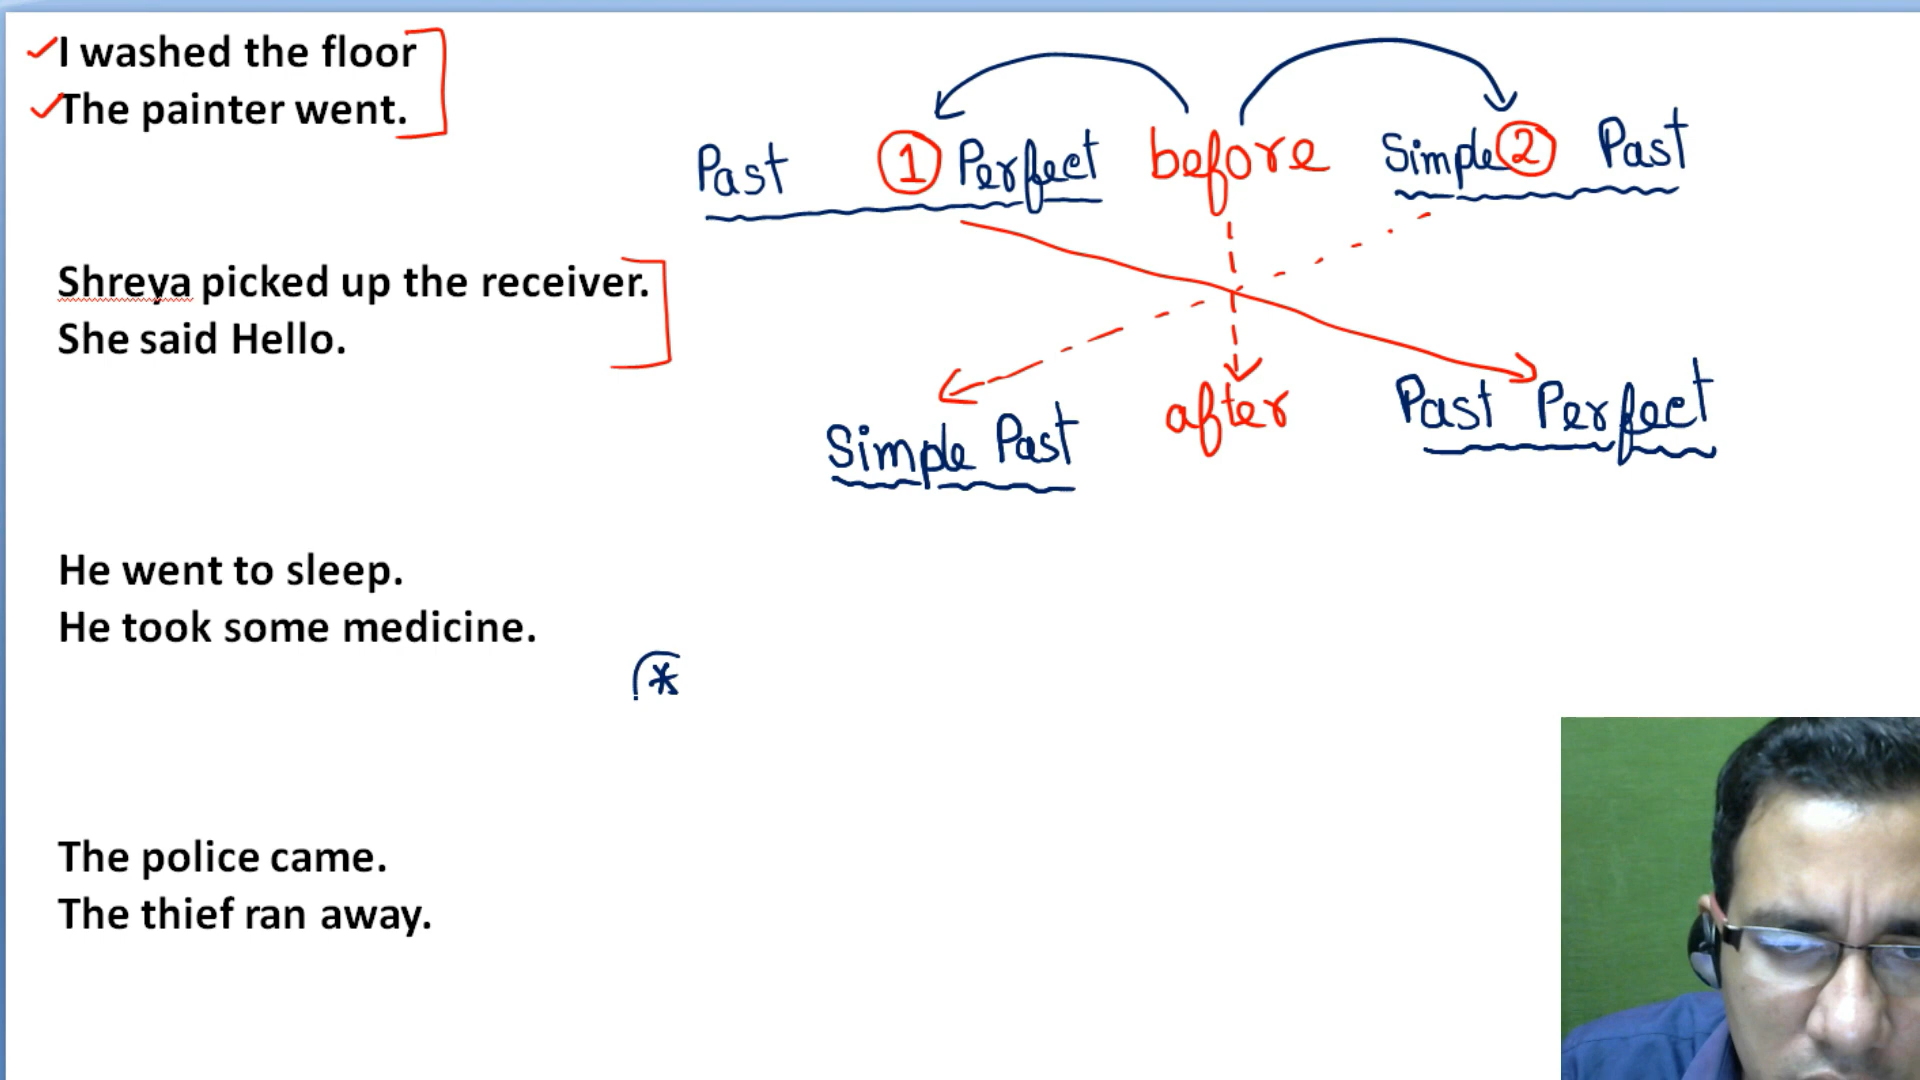 I washed the floor
The painter went.
Past ① Perfect before Simple ② Past
Shreya picked up the receiver.
She said Hello.
Simple Past after Past Perfect
He went to sleep.
He took some medicine.
*
The police came.
The thief ran away.